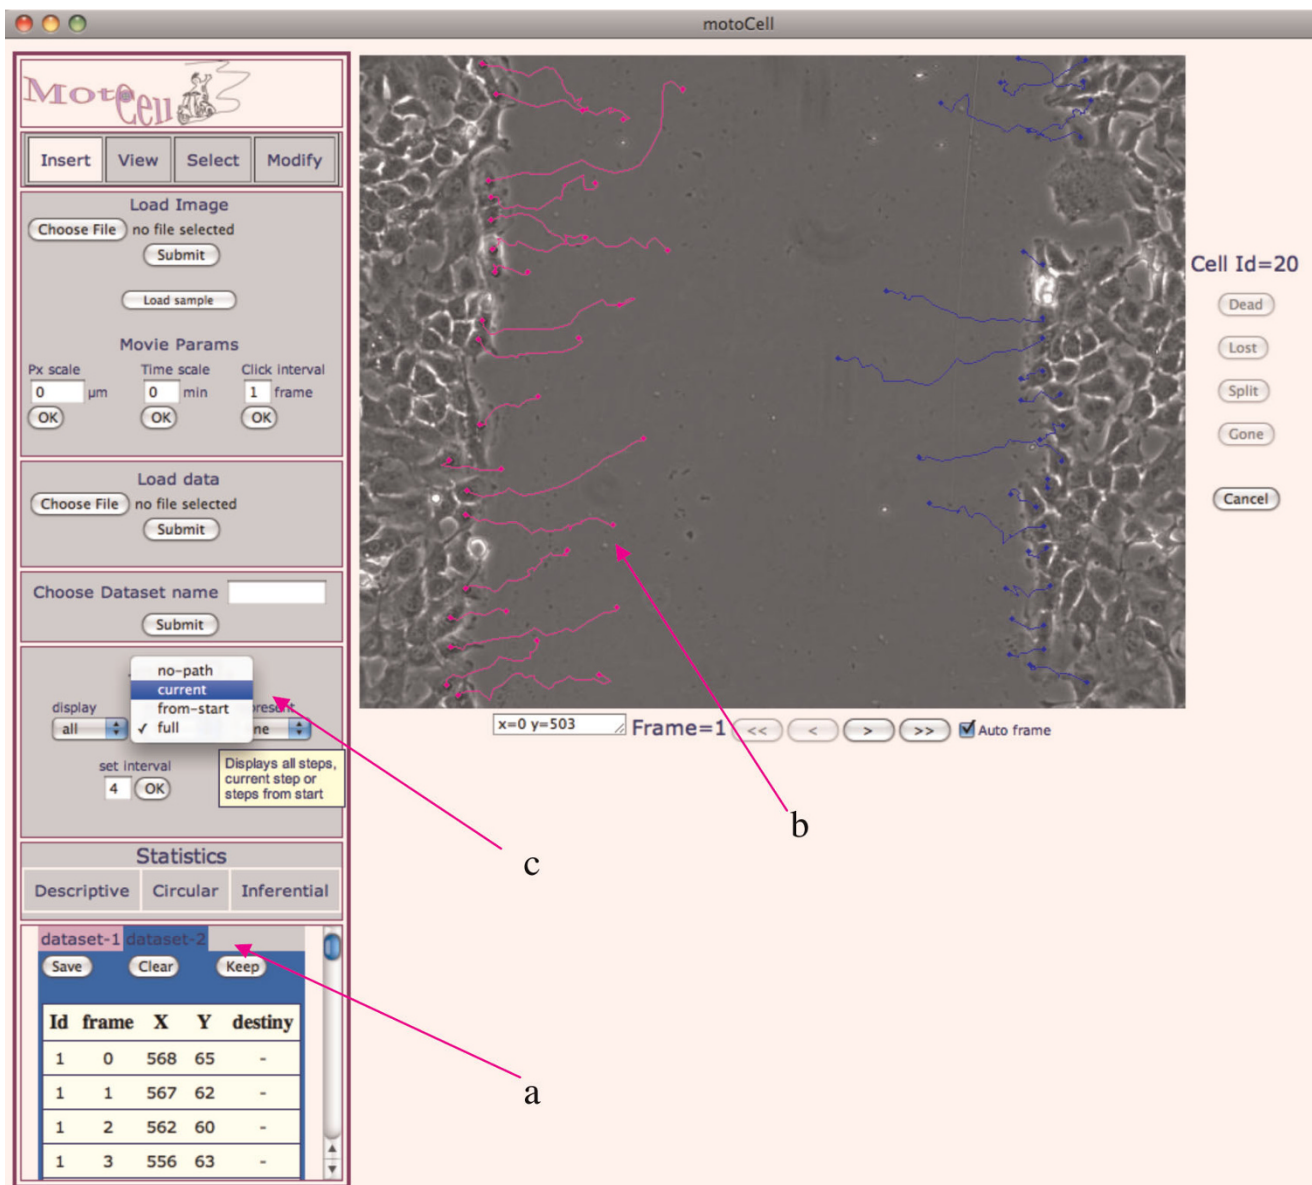 motoCell
MotoCell
Insert View Select Modify
Load Image
Choose File no file selected
Submit
Load sample
Movie Params
Px scale Time scale Click interval
0 µm 0 min 1 frame
OK OK OK
Load data
Choose File no file selected
Submit
Choose Dataset name
Submit
no-path
current
from-start
✓ full
display
all
set interval
4 OK
Displays all steps,
current step or
steps from start
Statistics
Descriptive Circular Inferential
dataset-1 dataset-2
Save Clear Keep
Id frame X Y destiny
1 0 568 65 -
1 1 567 62 -
1 2 562 60 -
1 3 556 63 -
x=0 y=503 Frame=1 << < > >> Auto frame
Cell Id=20
Dead
Lost
Split
Gone
Cancel
a
b
c